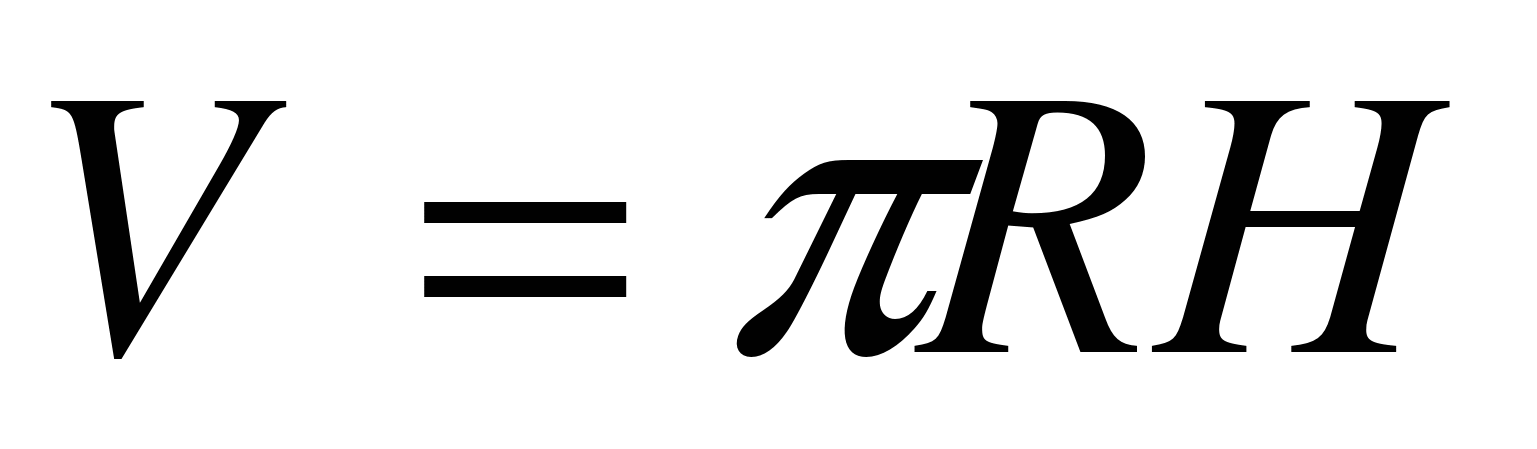 V = πRH